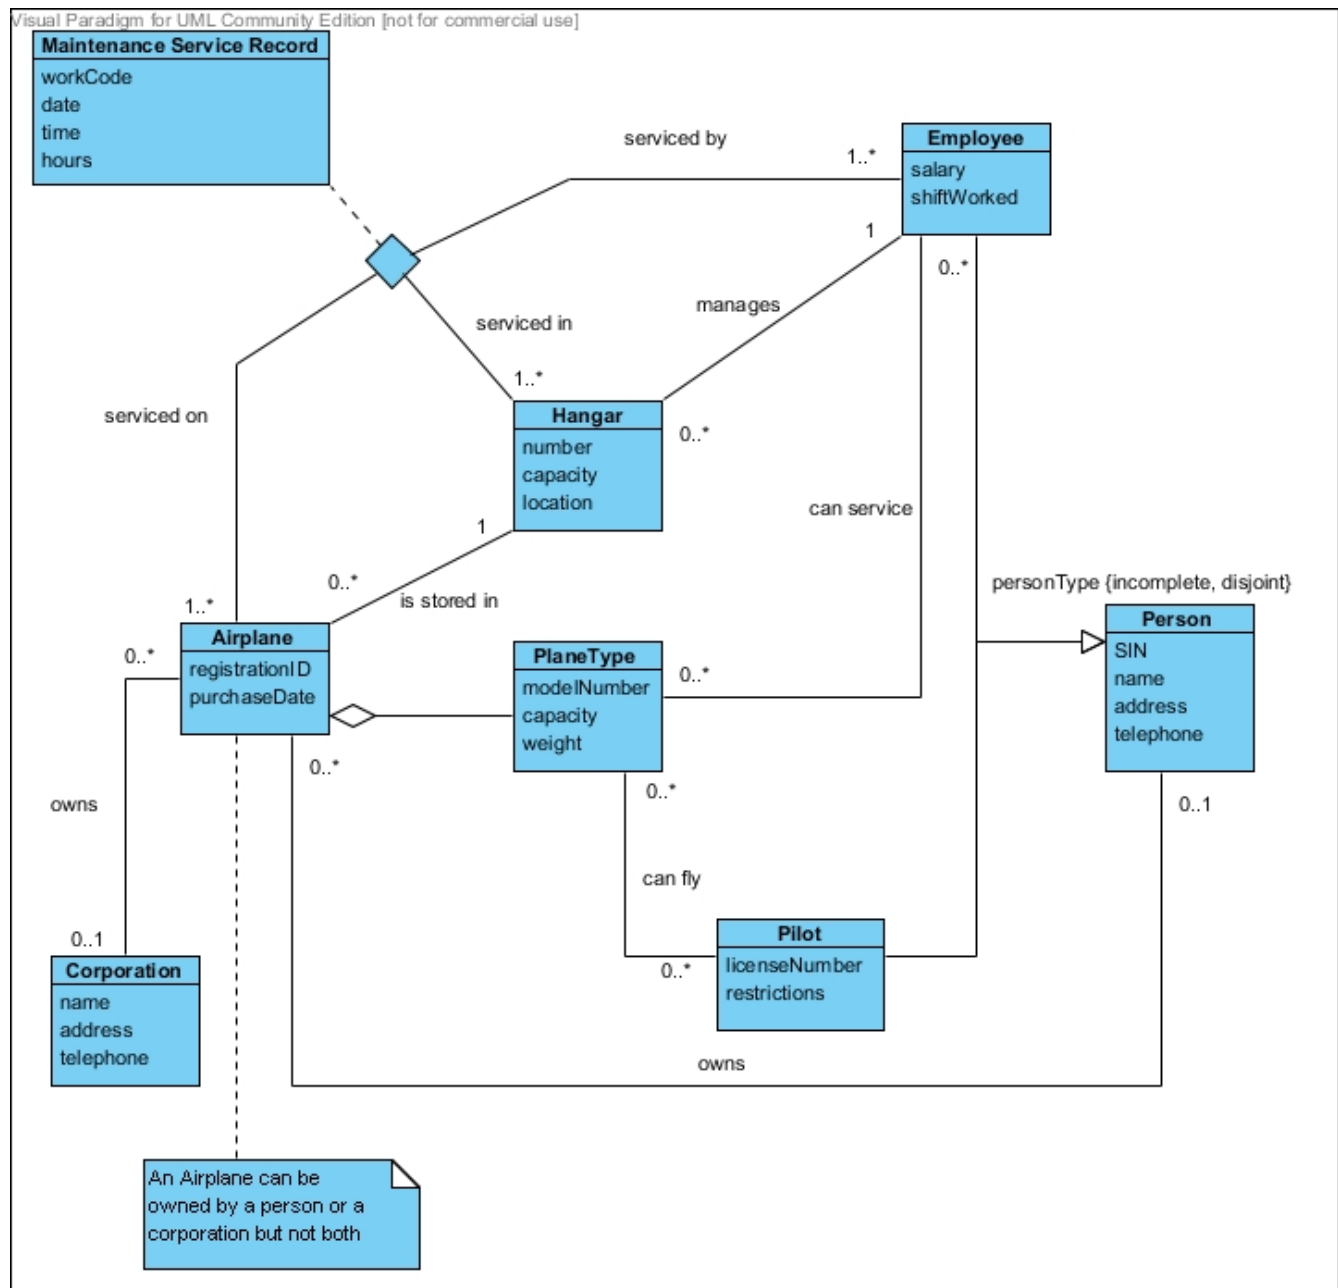 Visual Paradigm for UML Community Edition [not for commercial use]
Maintenance Service Record
workCode
date
time
hours
serviced by
1..*
Employee
salary
shiftWorked
1
0..*
manages
serviced in
1..*
serviced on
Hangar
number
capacity
location
0..*
can service
1
0..*
is stored in
personType {incomplete, disjoint}
1..*
Airplane
registrationID
purchaseDate
0..*
PlaneType
modelNumber
capacity
weight
0..*
Person
SIN
name
address
telephone
0..*
0..*
0..1
owns
can fly
0..1
Corporation
name
address
telephone
0..*
Pilot
licenseNumber
restrictions
owns
An Airplane can be
owned by a person or a
corporation but not both